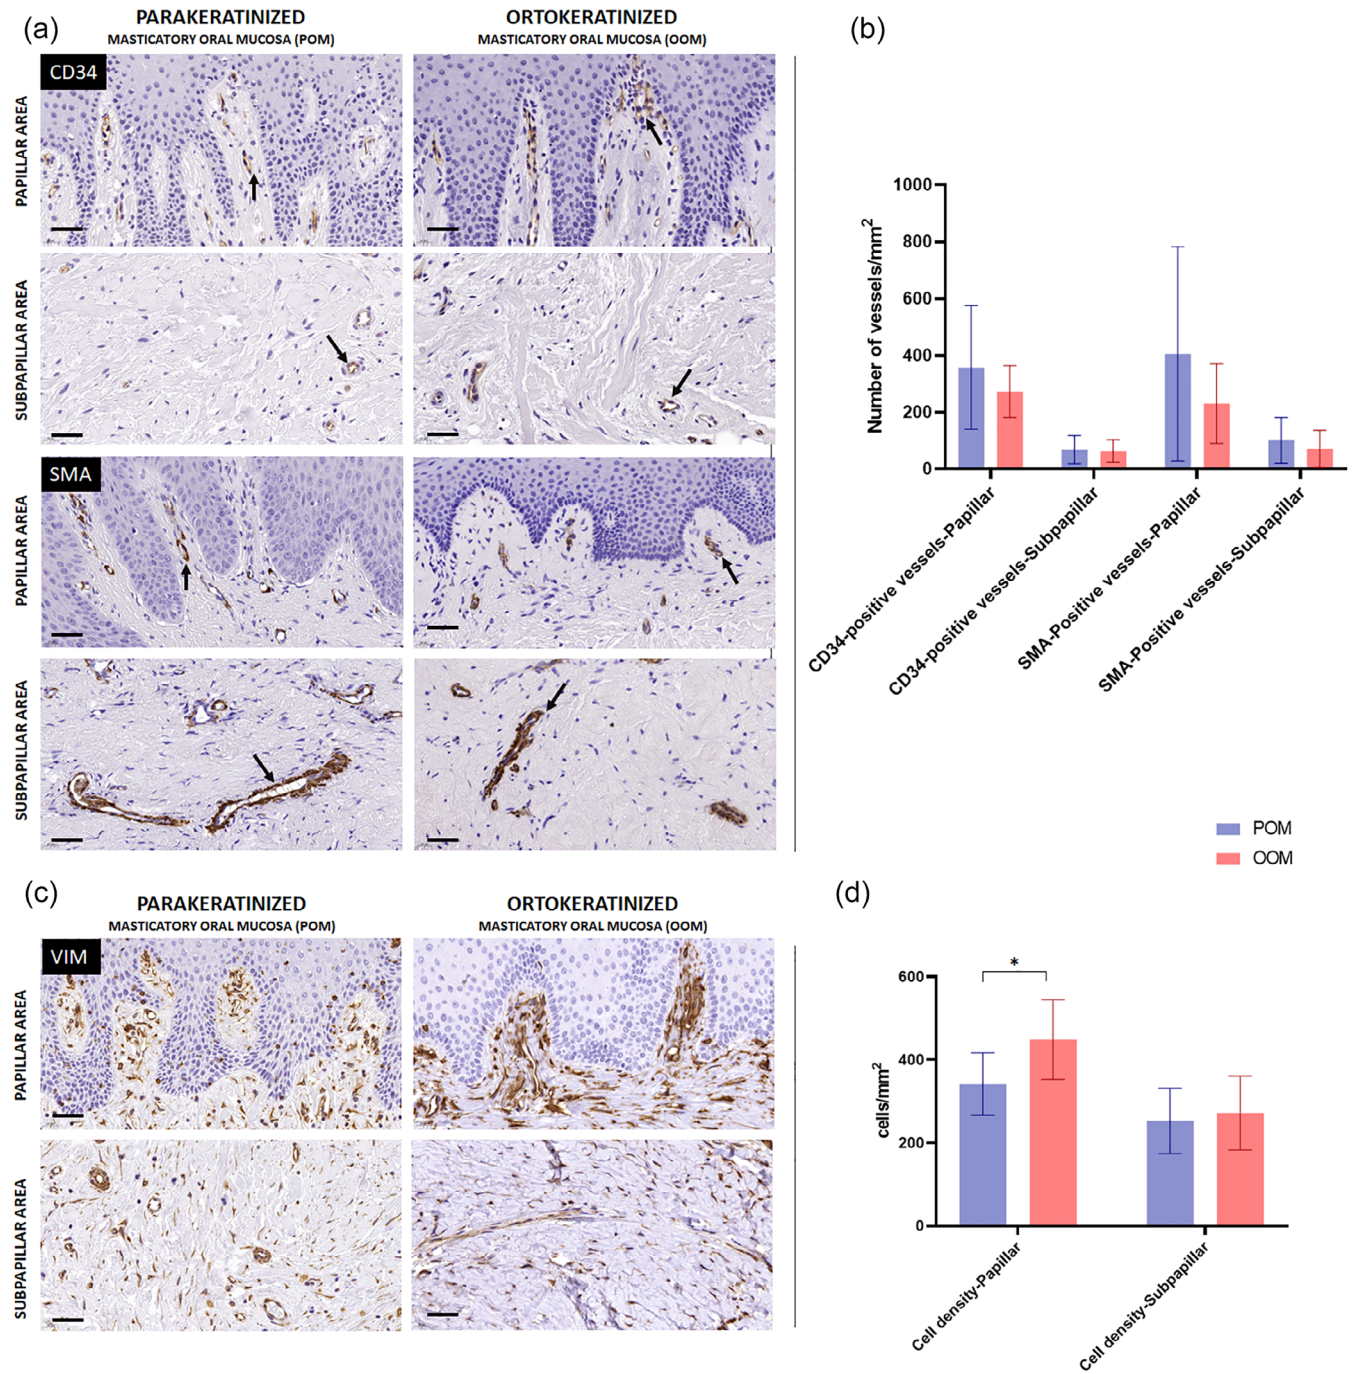 (a)
PARAKERATINIZED
MASTICATORY ORAL MUCOSA (POM)
ORTOKERATINIZED
MASTICATORY ORAL MUCOSA (OOM)
CD34
PAPILLAR AREA
SUBPAPILLAR AREA
SMA
PAPILLAR AREA
SUBPAPILLAR AREA
(b)
Number of vessels/mm²
1000
800
600
400
200
0
CD34-positive vessels-Papillar
CD34-positive vessels-Subpapillar
SMA-Positive vessels-Papillar
SMA-Positive vessels-Subpapillar
POM
OOM
(c)
PARAKERATINIZED
MASTICATORY ORAL MUCOSA (POM)
ORTOKERATINIZED
MASTICATORY ORAL MUCOSA (OOM)
VIM
PAPILLAR AREA
SUBPAPILLAR AREA
(d)
cells/mm²
600
400
200
0
*
Cell density-Papillar
Cell density-Subpapillar